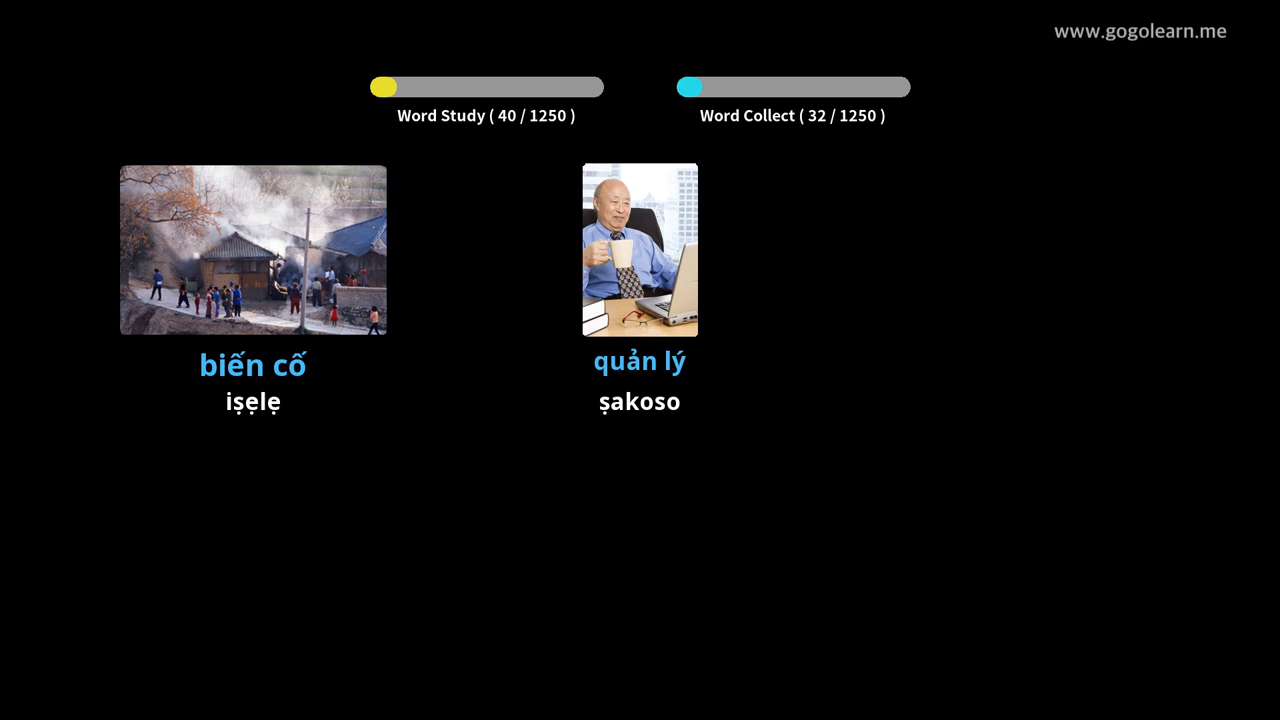 www.gogolearn.me
Word Study ( 40 / 1250 )
Word Collect ( 32 / 1250 )
biến cố
iṣẹlẹ
quản lý
ṣakoso